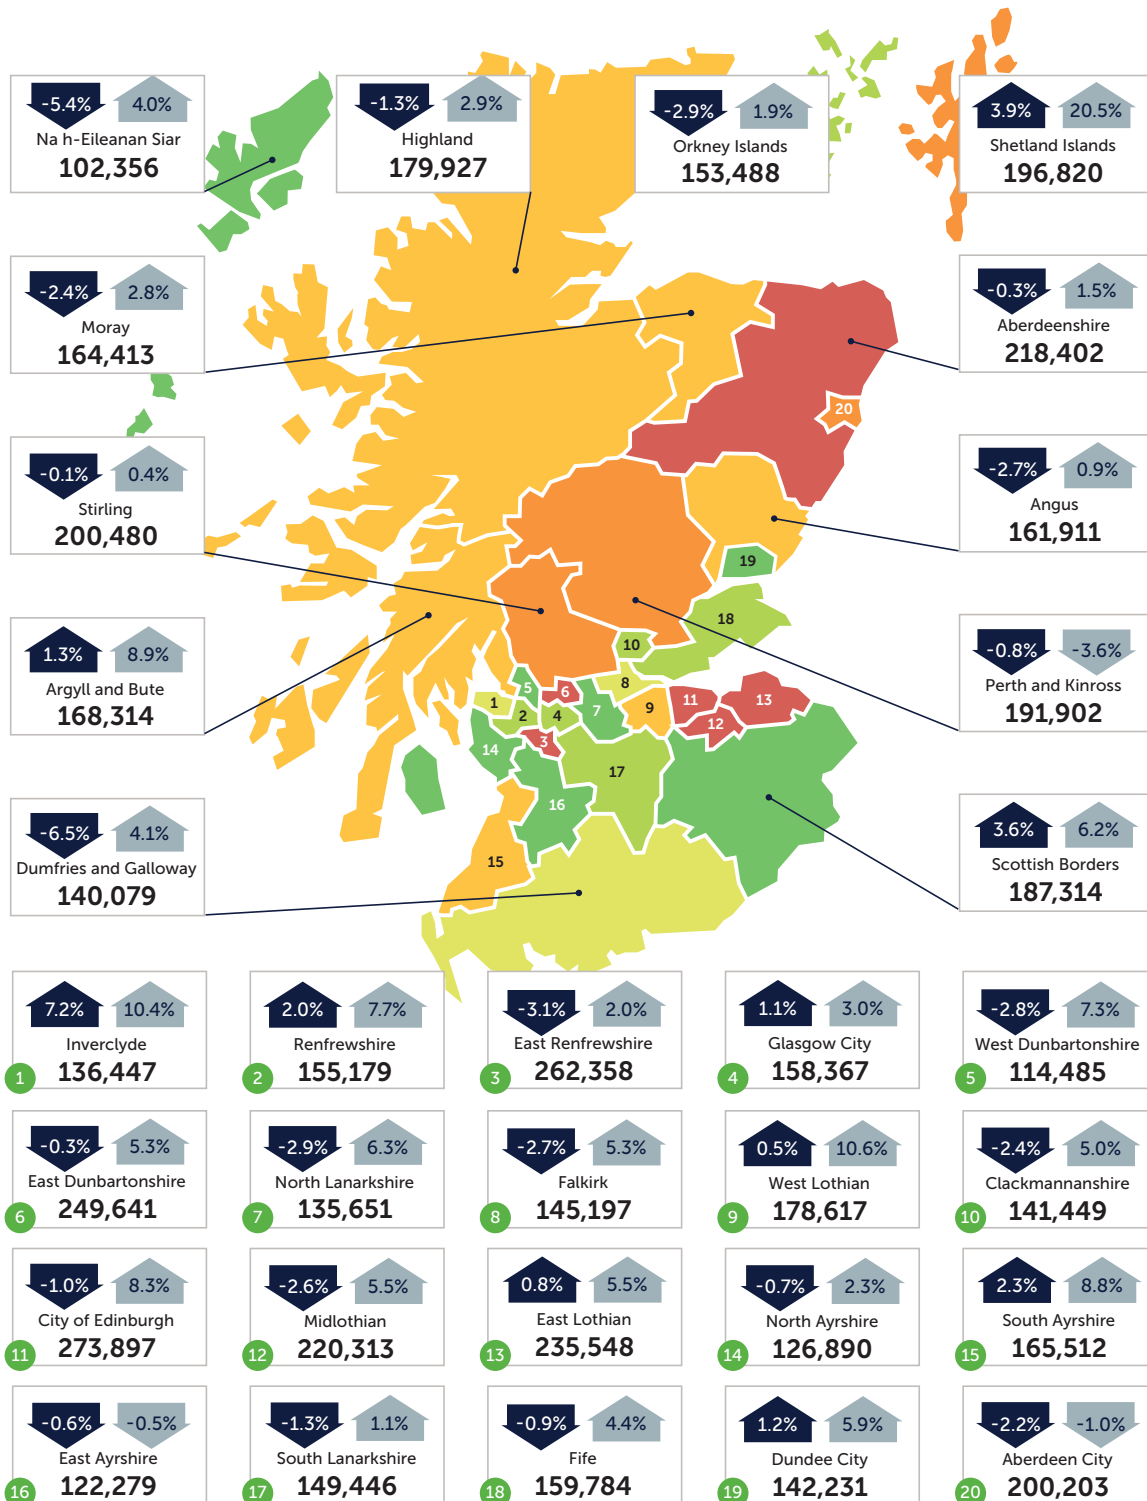 -5.4% 4.0%
Na h-Eileanan Siar
102,356
-1.3% 2.9%
Highland
179,927
-2.9% 1.9%
Orkney Islands
153,488
3.9% 20.5%
Shetland Islands
196,820
-2.4% 2.8%
Moray
164,413
-0.3% 1.5%
Aberdeenshire
218,402
20
-0.1% 0.4%
Stirling
200,480
-2.7% 0.9%
Angus
161,911
19
18
10
1.3% 8.9%
Argyll and Bute
168,314
-0.8% -3.6%
Perth and Kinross
191,902
5
6
8
1
2
4
7
9
11
13
12
3
14
17
16
15
-6.5% 4.1%
Dumfries and Galloway
140,079
3.6% 6.2%
Scottish Borders
187,314
7.2% 10.4%
Inverclyde
1 136,447
2.0% 7.7%
Renfrewshire
2 155,179
-3.1% 2.0%
East Renfrewshire
3 262,358
1.1% 3.0%
Glasgow City
4 158,367
-2.8% 7.3%
West Dunbartonshire
5 114,485
-0.3% 5.3%
East Dunbartonshire
6 249,641
-2.9% 6.3%
North Lanarkshire
7 135,651
-2.7% 5.3%
Falkirk
8 145,197
0.5% 10.6%
West Lothian
9 178,617
-2.4% 5.0%
Clackmannanshire
10 141,449
-1.0% 8.3%
City of Edinburgh
11 273,897
-2.6% 5.5%
Midlothian
12 220,313
0.8% 5.5%
East Lothian
13 235,548
-0.7% 2.3%
North Ayrshire
14 126,890
2.3% 8.8%
South Ayrshire
15 165,512
-0.6% -0.5%
East Ayrshire
16 122,279
-1.3% 1.1%
South Lanarkshire
17 149,446
-0.9% 4.4%
Fife
18 159,784
1.2% 5.9%
Dundee City
19 142,231
-2.2% -1.0%
Aberdeen City
20 200,203